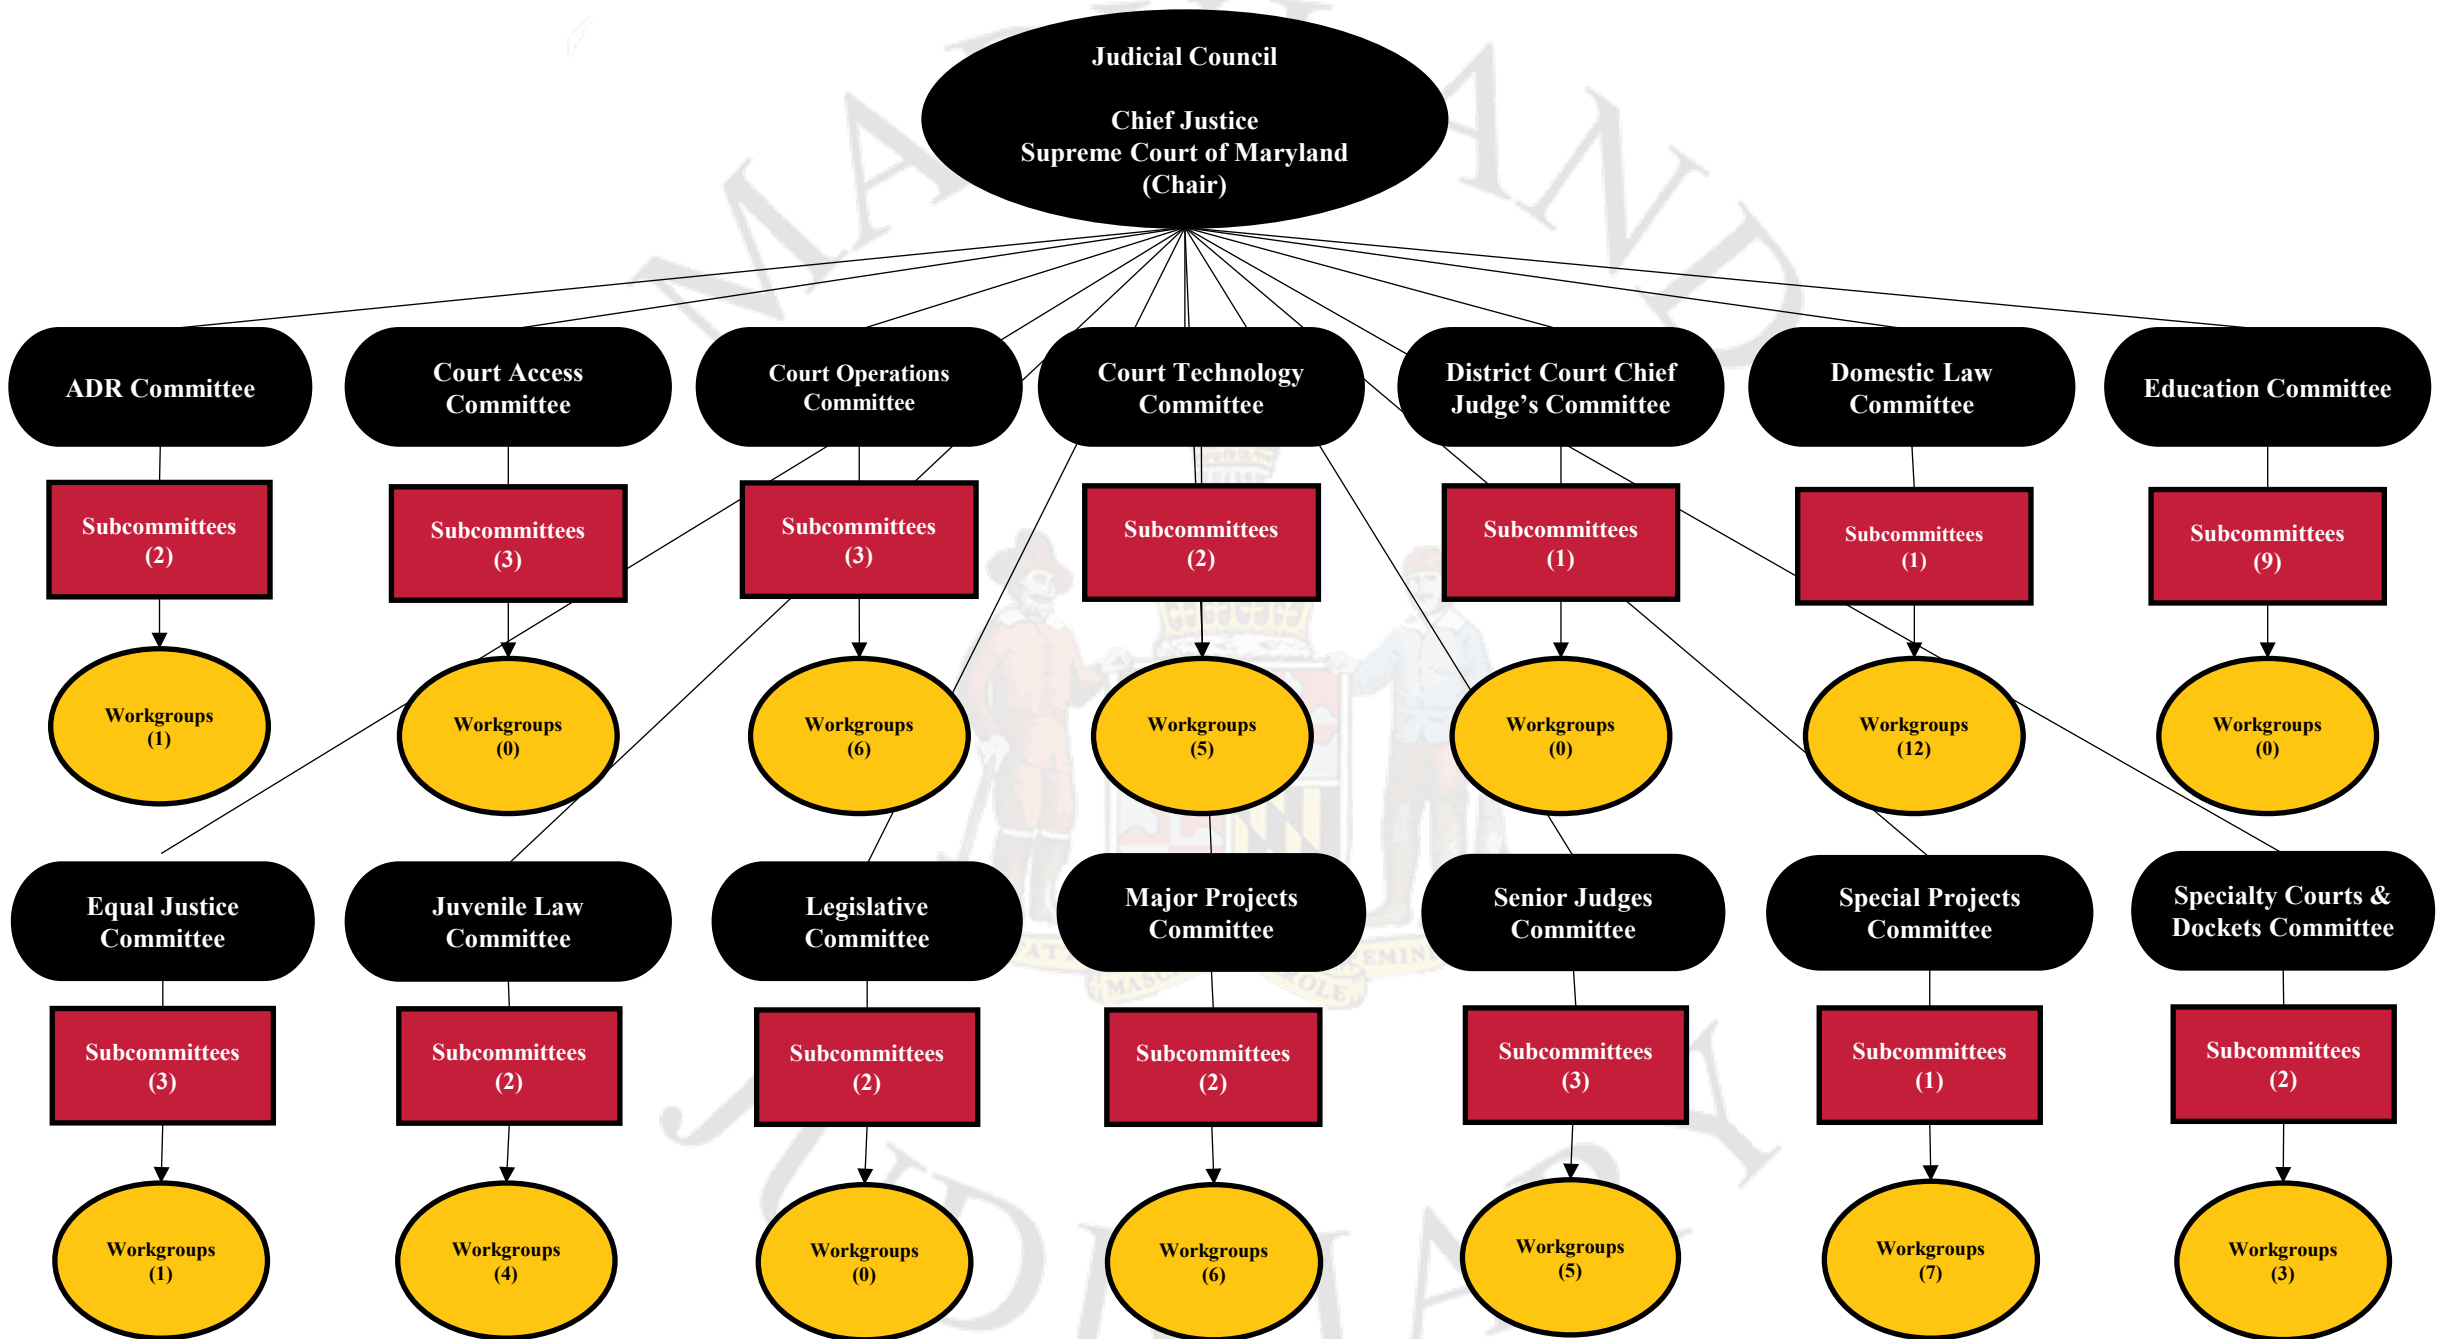 Judicial Council
Chief Justice
Supreme Court of Maryland
(Chair)
ADR Committee
Court Access
Committee
Court Operations
Committee
Court Technology
Committee
District Court Chief
Judge’s Committee
Domestic Law
Committee
Education Committee
Subcommittees
(2)
Subcommittees
(3)
Subcommittees
(3)
Subcommittees
(2)
Subcommittees
(1)
Subcommittees
(1)
Subcommittees
(9)
Workgroups
(1)
Workgroups
(0)
Workgroups
(6)
Workgroups
(5)
Workgroups
(0)
Workgroups
(12)
Workgroups
(0)
Equal Justice
Committee
Juvenile Law
Committee
Legislative
Committee
Major Projects
Committee
Senior Judges
Committee
Special Projects
Committee
Specialty Courts &
Dockets Committee
Subcommittees
(3)
Subcommittees
(2)
Subcommittees
(2)
Subcommittees
(2)
Subcommittees
(3)
Subcommittees
(1)
Subcommittees
(2)
Workgroups
(1)
Workgroups
(4)
Workgroups
(0)
Workgroups
(6)
Workgroups
(5)
Workgroups
(7)
Workgroups
(3)
MARYLAND
JUDICIARY